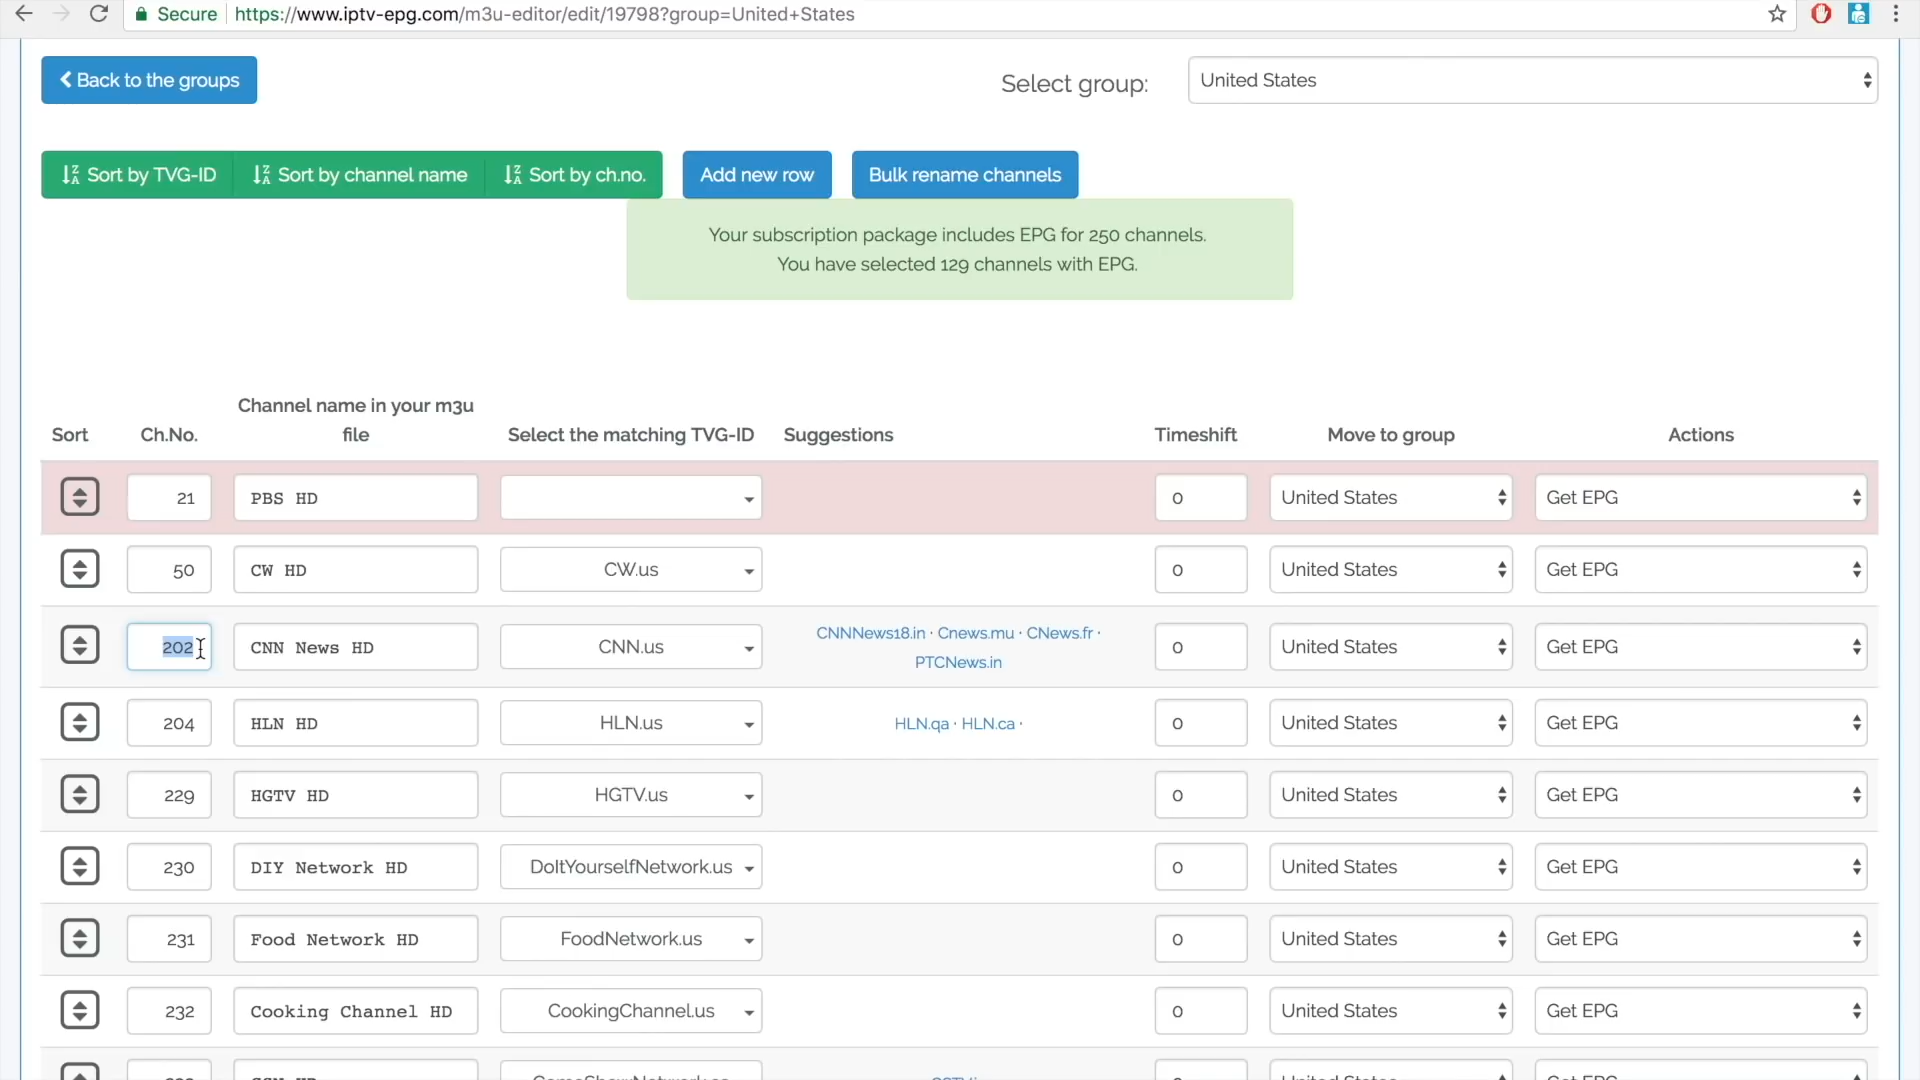 Secure https://www.iptv-epg.com/m3u-editor/edit/19798?group=United+States
Back to the groups
Select group:
United States
Sort by TVG-ID
Sort by channel name
Sort by ch.no.
Add new row
Bulk rename channels
Your subscription package includes EPG for 250 channels.
You have selected 129 channels with EPG.
Sort
Ch.No.
Channel name in your m3u
file
Select the matching TVG-ID
Suggestions
Timeshift
Move to group
Actions
21 PBS HD 0 United States Get EPG
50 CW HD CW.us 0 United States Get EPG
202 CNN News HD CNN.us CNNNews18.in · Cnews.mu · CNews.fr · 0 United States Get EPG
PTCNews.in
204 HLN HD HLN.us HLN.qa · HLN.ca · 0 United States Get EPG
229 HGTV HD HGTV.us 0 United States Get EPG
230 DIY Network HD DoItYourselfNetwork.us 0 United States Get EPG
231 Food Network HD FoodNetwork.us 0 United States Get EPG
232 Cooking Channel HD CookingChannel.us 0 United States Get EPG
United States Get EPG